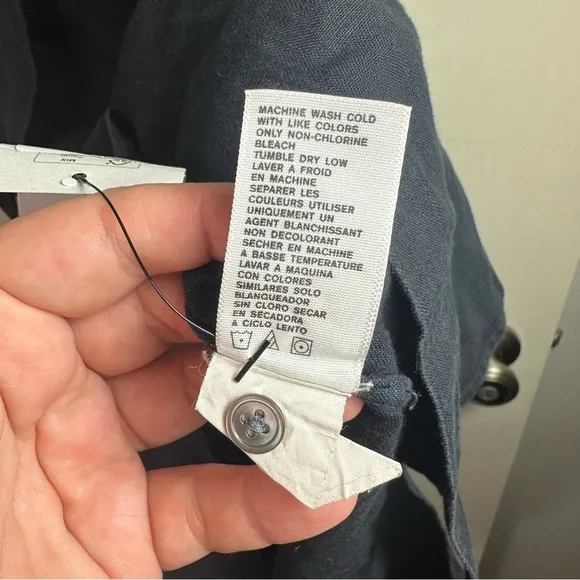 MIX
MACHINE WASH COLD
WITH LIKE COLORS
ONLY NON-CHLORINE
BLEACH
TUMBLE DRY LOW
LAVER A FROID
EN MACHINE
SEPARER LES
COULEURS UTILISER
UNIQUEMENT UN
AGENT BLANCHISSANT
NON DECOLORANT
SECHER EN MACHINE
A BASSE TEMPERATURE
LAVAR A MAQUINA
CON COLORES
SIMILARES SOLO
BLANQUEADOR
SIN CLORO SECAR
EN SECADORA
A CICLO LENTO